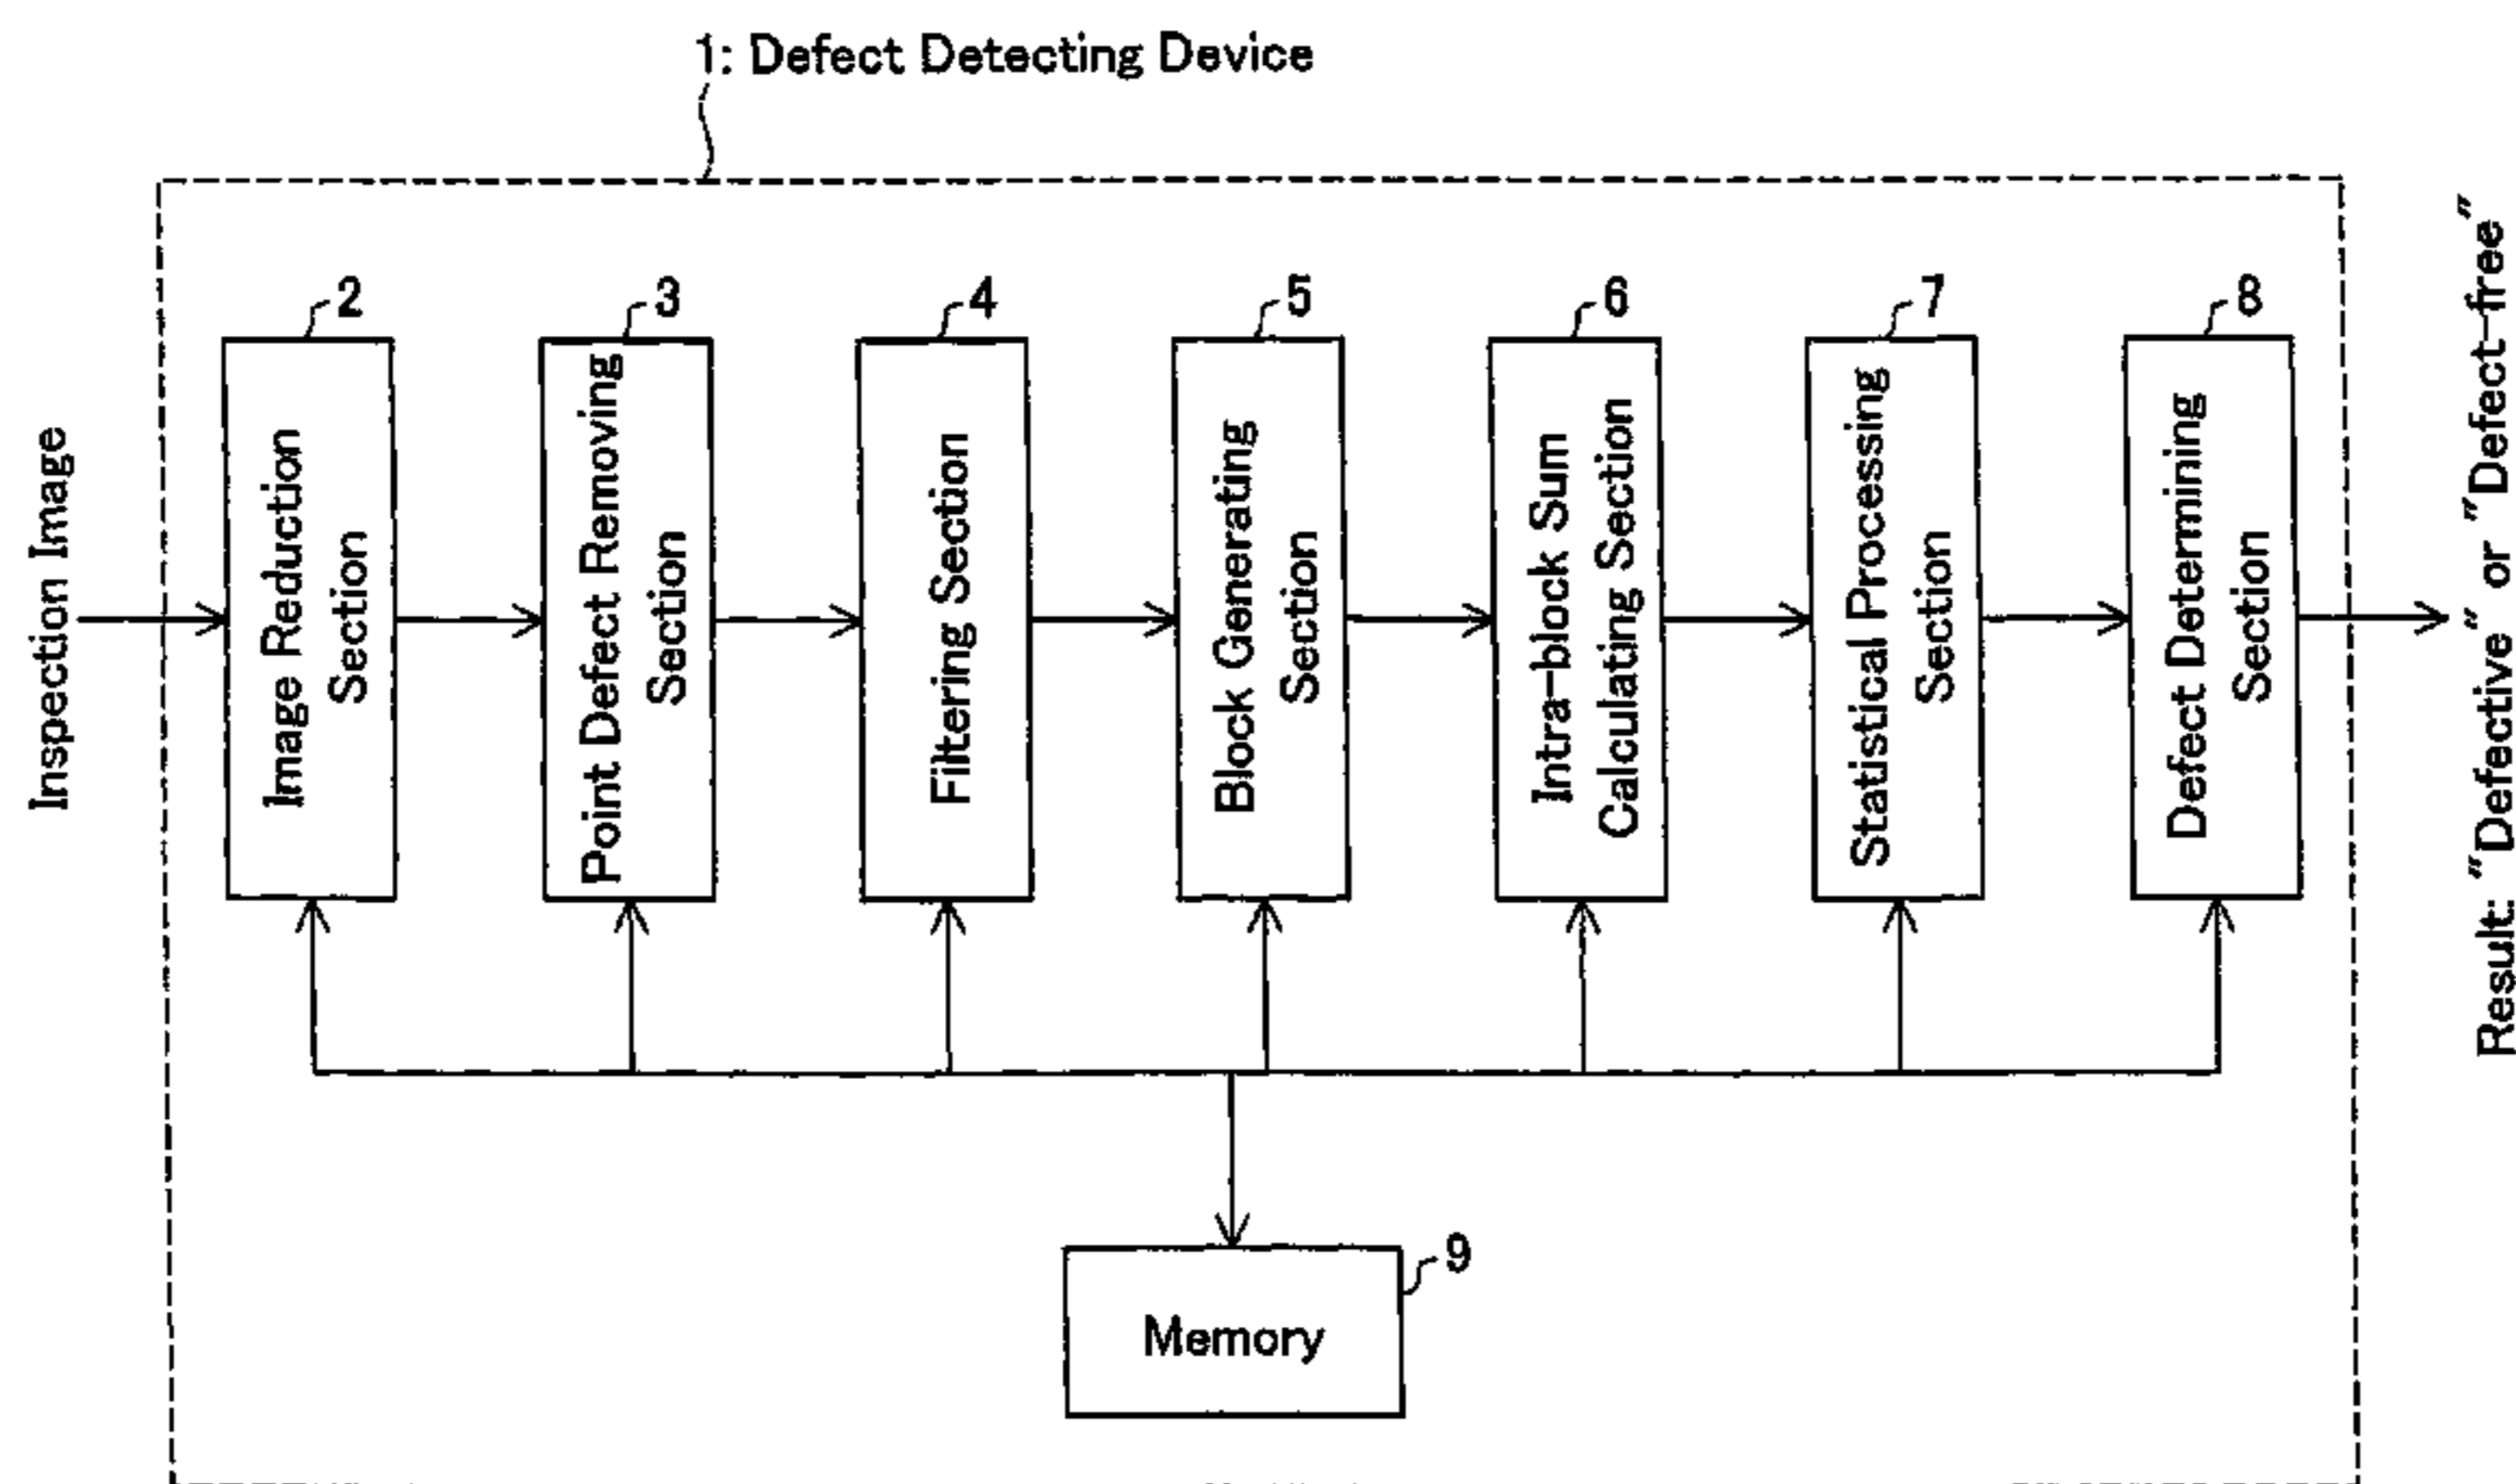 1: Defect Detecting Device
Inspection Image
2
Image Reduction
Section
3
Point Defect Removing
Section
4
Filtering Section
5
Block Generating
Section
6
Intra-block Sum
Calculating Section
7
Statistical Processing
Section
8
Defect Determining
Section
Result: "Defective" or "Defect-free"
9
Memory